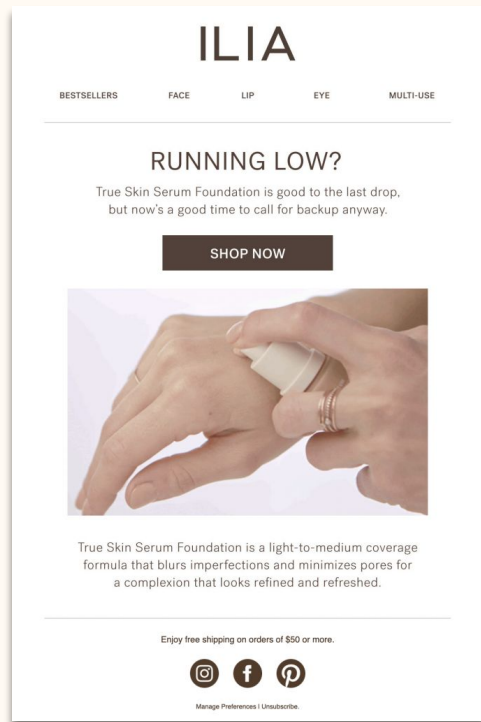 ILIA
BESTSELLERS FACE LIP EYE MULTI-USE
RUNNING LOW?
True Skin Serum Foundation is good to the last drop,
but now's a good time to call for backup anyway.
SHOP NOW
True Skin Serum Foundation is a light-to-medium coverage
formula that blurs imperfections and minimizes pores for
a complexion that looks refined and refreshed.
Enjoy free shipping on orders of $50 or more.
Manage Preferences | Unsubscribe.